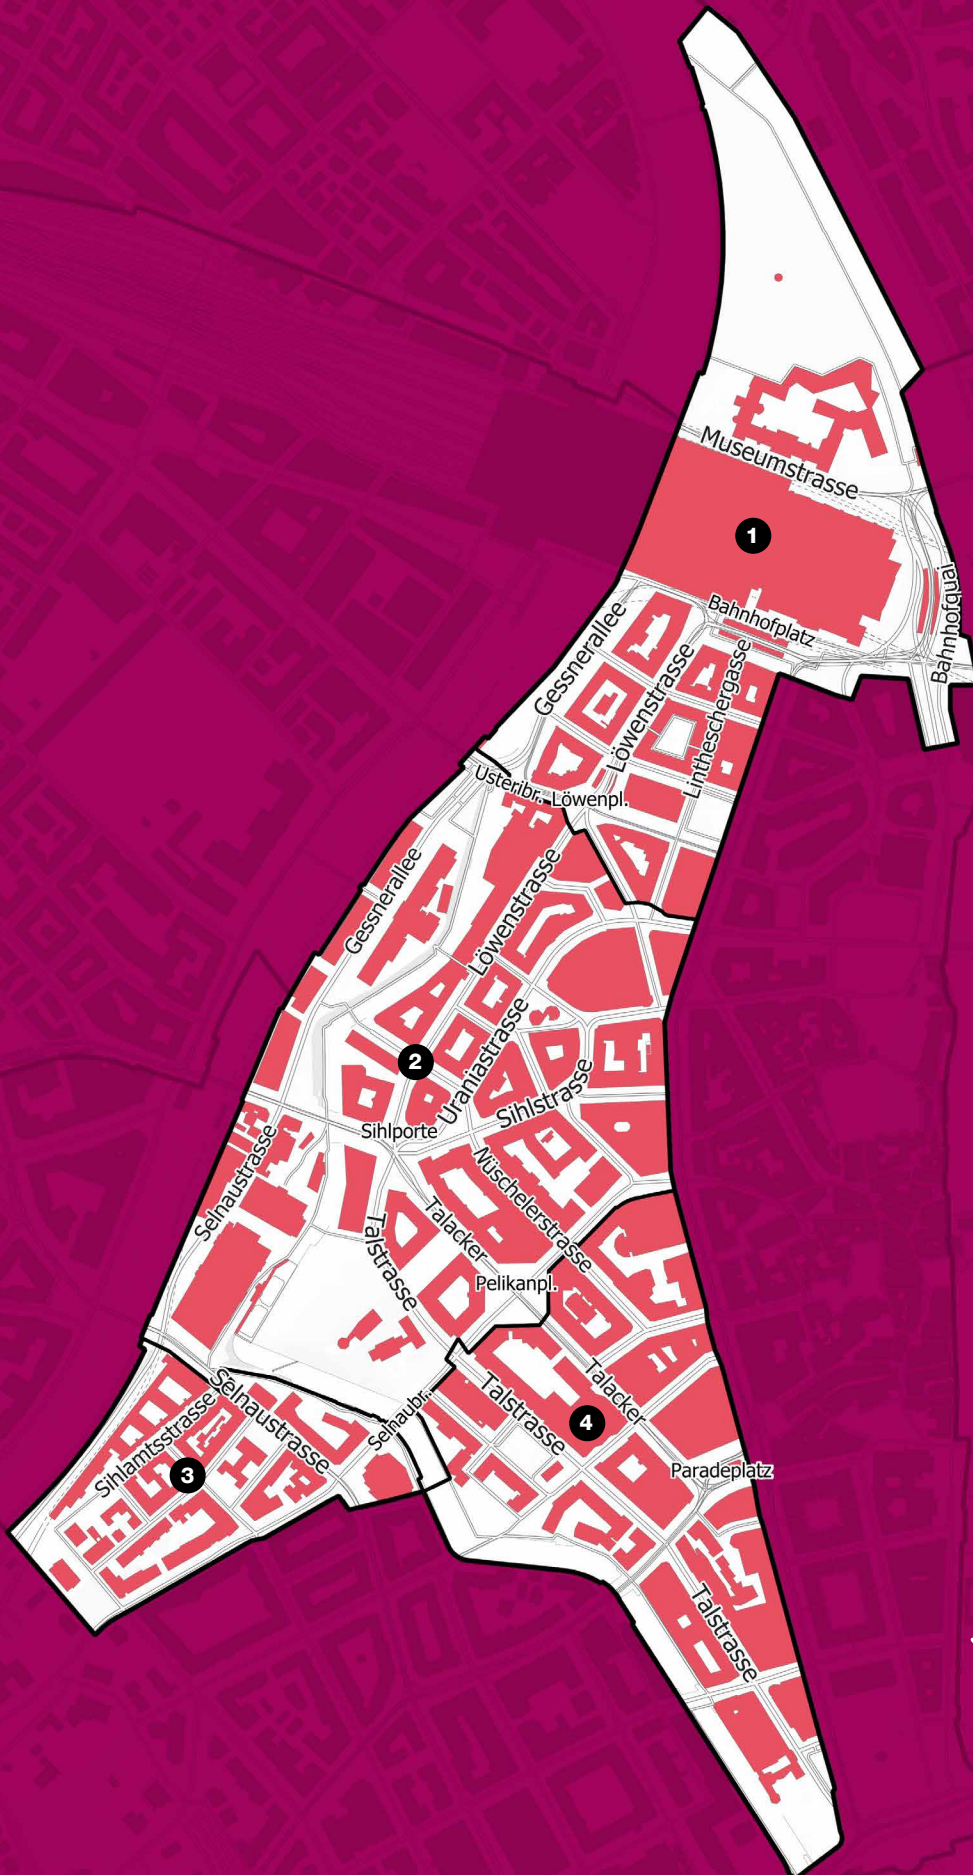 Museumstrasse
1
Bahnhofquai
Bahnhofplatz
Gessnerallee
Löwenstrasse
Lintheschergasse
Usteribr.
Löwenpl.
Gessnerallee
Löwenstrasse
Uraniastrasse
2
Sihlstrasse
Sihlporte
Selnaustrasse
Nüschelerstrasse
Talacker
Talstrasse
Pelikanpl.
Selnaustrasse
Sihlamtsstrasse
Selnaubr.
3
Talstrasse
Talacker
4
Paradeplatz
Talstrasse